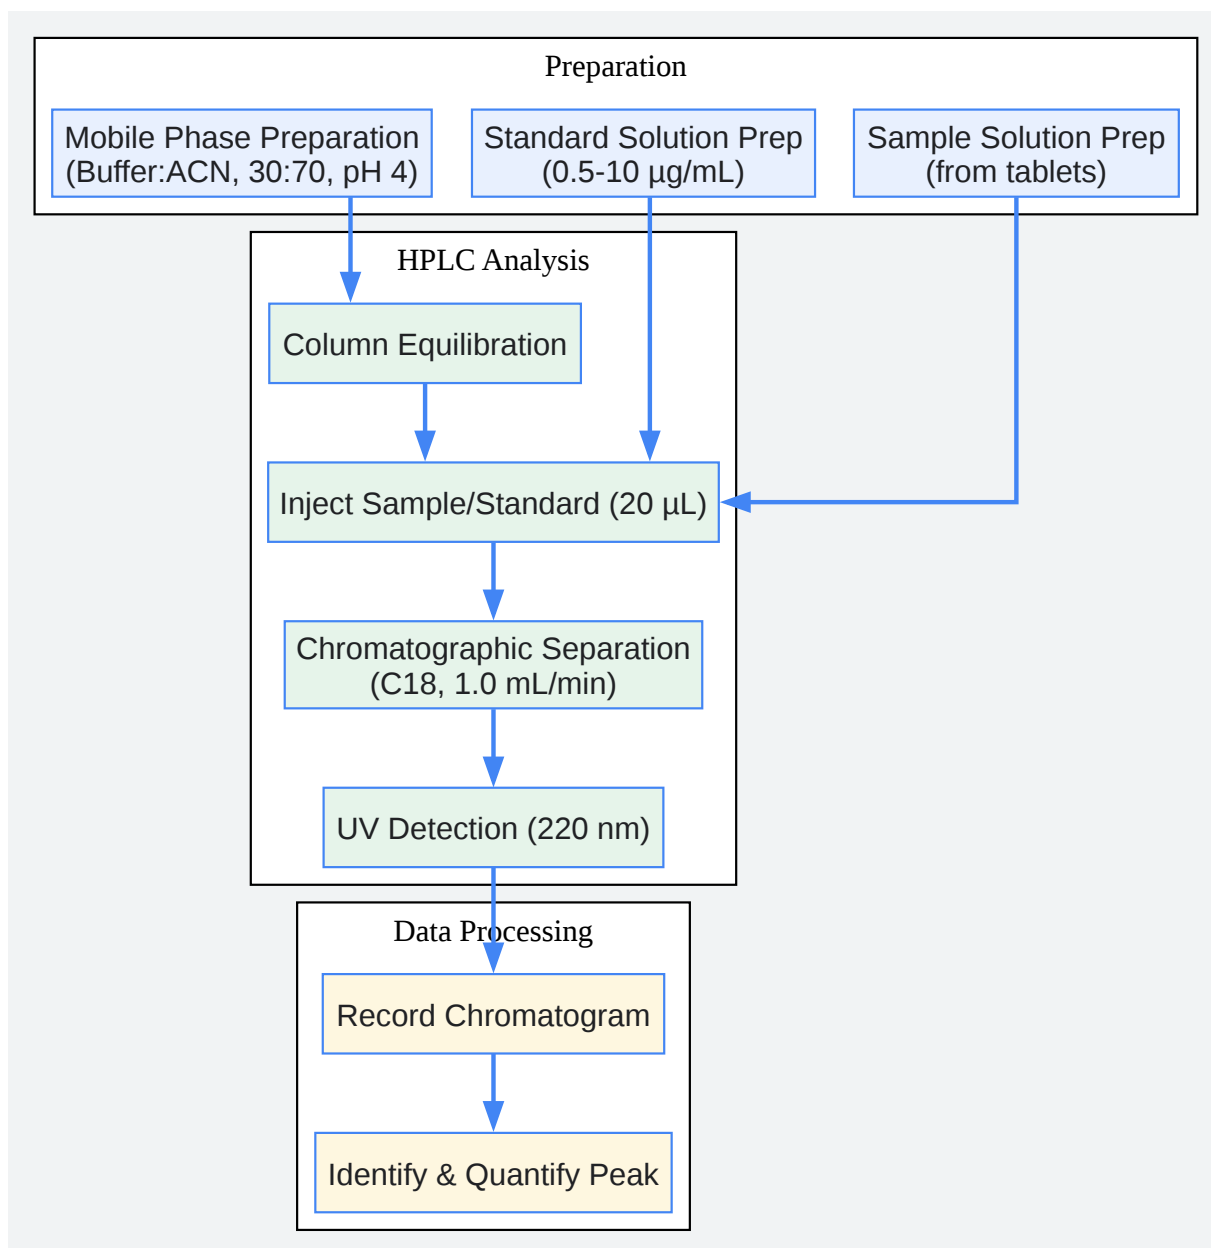 Preparation
Mobile Phase Preparation
(Buffer:ACN, 30:70, pH 4)
Standard Solution Prep
(0.5-10 µg/mL)
Sample Solution Prep
(from tablets)
HPLC Analysis
Column Equilibration
Inject Sample/Standard (20 µL)
Chromatographic Separation
(C18, 1.0 mL/min)
UV Detection (220 nm)
Data Processing
Record Chromatogram
Identify & Quantify Peak